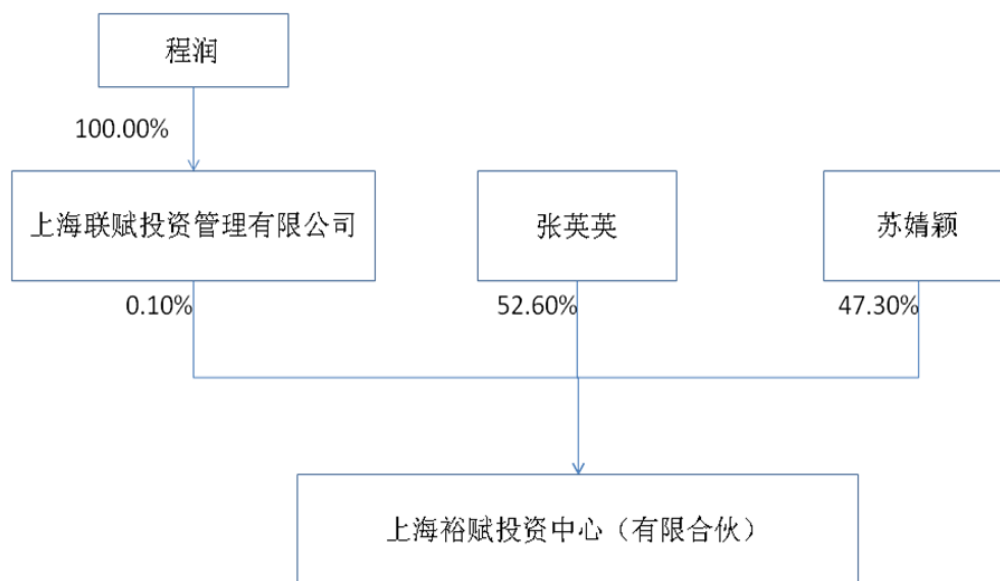 程润
100.00%
上海联赋投资管理有限公司
张英英
苏婧颖
0.10%
52.60%
47.30%
上海裕赋投资中心（有限合伙）